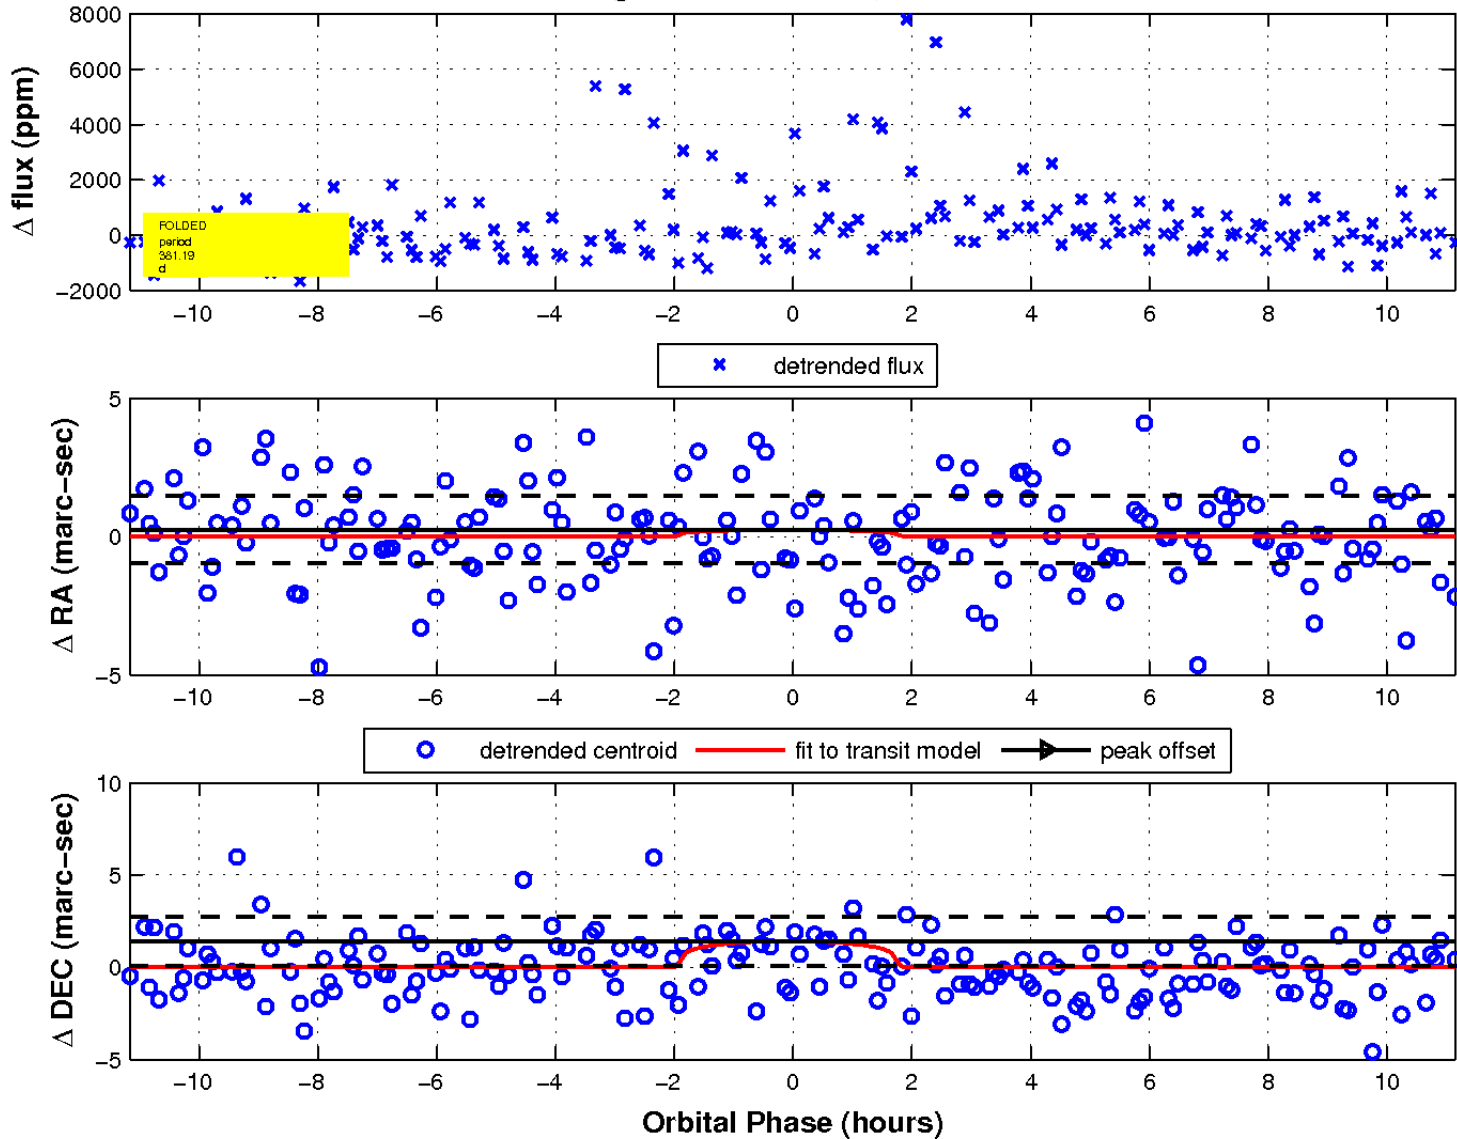 8000
6000
4000
2000
0
−2000
Δ flux (ppm)
FOLDED
period
381.19
d
−10 −8 −6 −4 −2 0 2 4 6 8 10
detrended flux
5
0
−5
Δ RA (marc−sec)
−10 −8 −6 −4 −2 0 2 4 6 8 10
detrended centroid fit to transit model peak offset
10
5
0
−5
Δ DEC (marc−sec)
−10 −8 −6 −4 −2 0 2 4 6 8 10
Orbital Phase (hours)